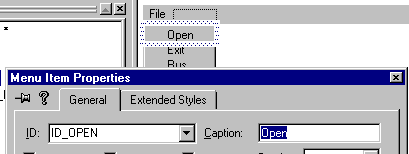 *
File
Open
Exit
Bus
Menu Item Properties
General
Extended Styles
ID:
ID_OPEN
Caption:
Open